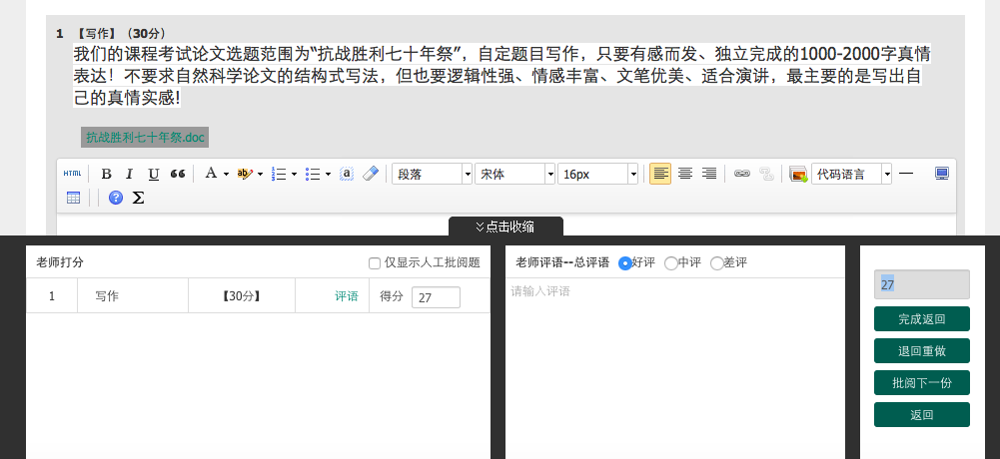 1 【写作】（30分）
我们的课程考试论文选题范围为“抗战胜利七十年祭”，自定题目写作，只要有感而发、独立完成的1000-2000字真情
表达！不要求自然科学论文的结构式写法，但也要逻辑性强、情感丰富、文笔优美、适合演讲，最主要的是写出自
己的真情实感！
抗战胜利七十年祭.doc
HTML B I U A ab a 段落 宋体 16px 代码语言
? Σ
点击收缩
老师打分 仅显示人工批阅题
1 写作 【30分】 评语 得分 27
老师评语--总评语 好评 中评 差评
请输入评语
27
完成返回
退回重做
批阅下一份
返回